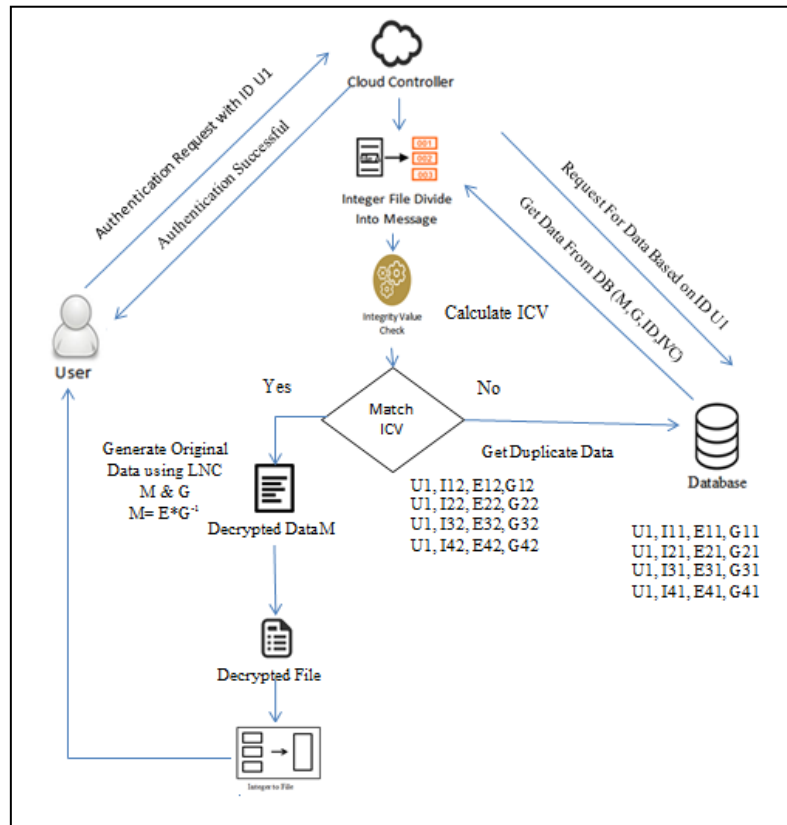 Cloud Controller
Authentication Request with ID U1
Authentication Successful
001
002
003
Integer File Divide
Into Message
Request For Data Based on ID U1
Get Data From DB (M,G,ID,IVC)
Integrity Value
Check
Calculate ICV
User
Yes
No
Match
ICV
Get Duplicate Data
Generate Original
Data using LNC
M & G
M= E*G⁻¹
Decrypted DataM
U1, I12, E12,G12
U1, I22, E22, G22
U1, I32, E32, G32
U1, I42, E42, G42
Database
U1, I11, E11, G11
U1, I21, E21, G21
U1, I31, E31, G31
U1, I41, E41, G41
Decrypted File
Integer to File